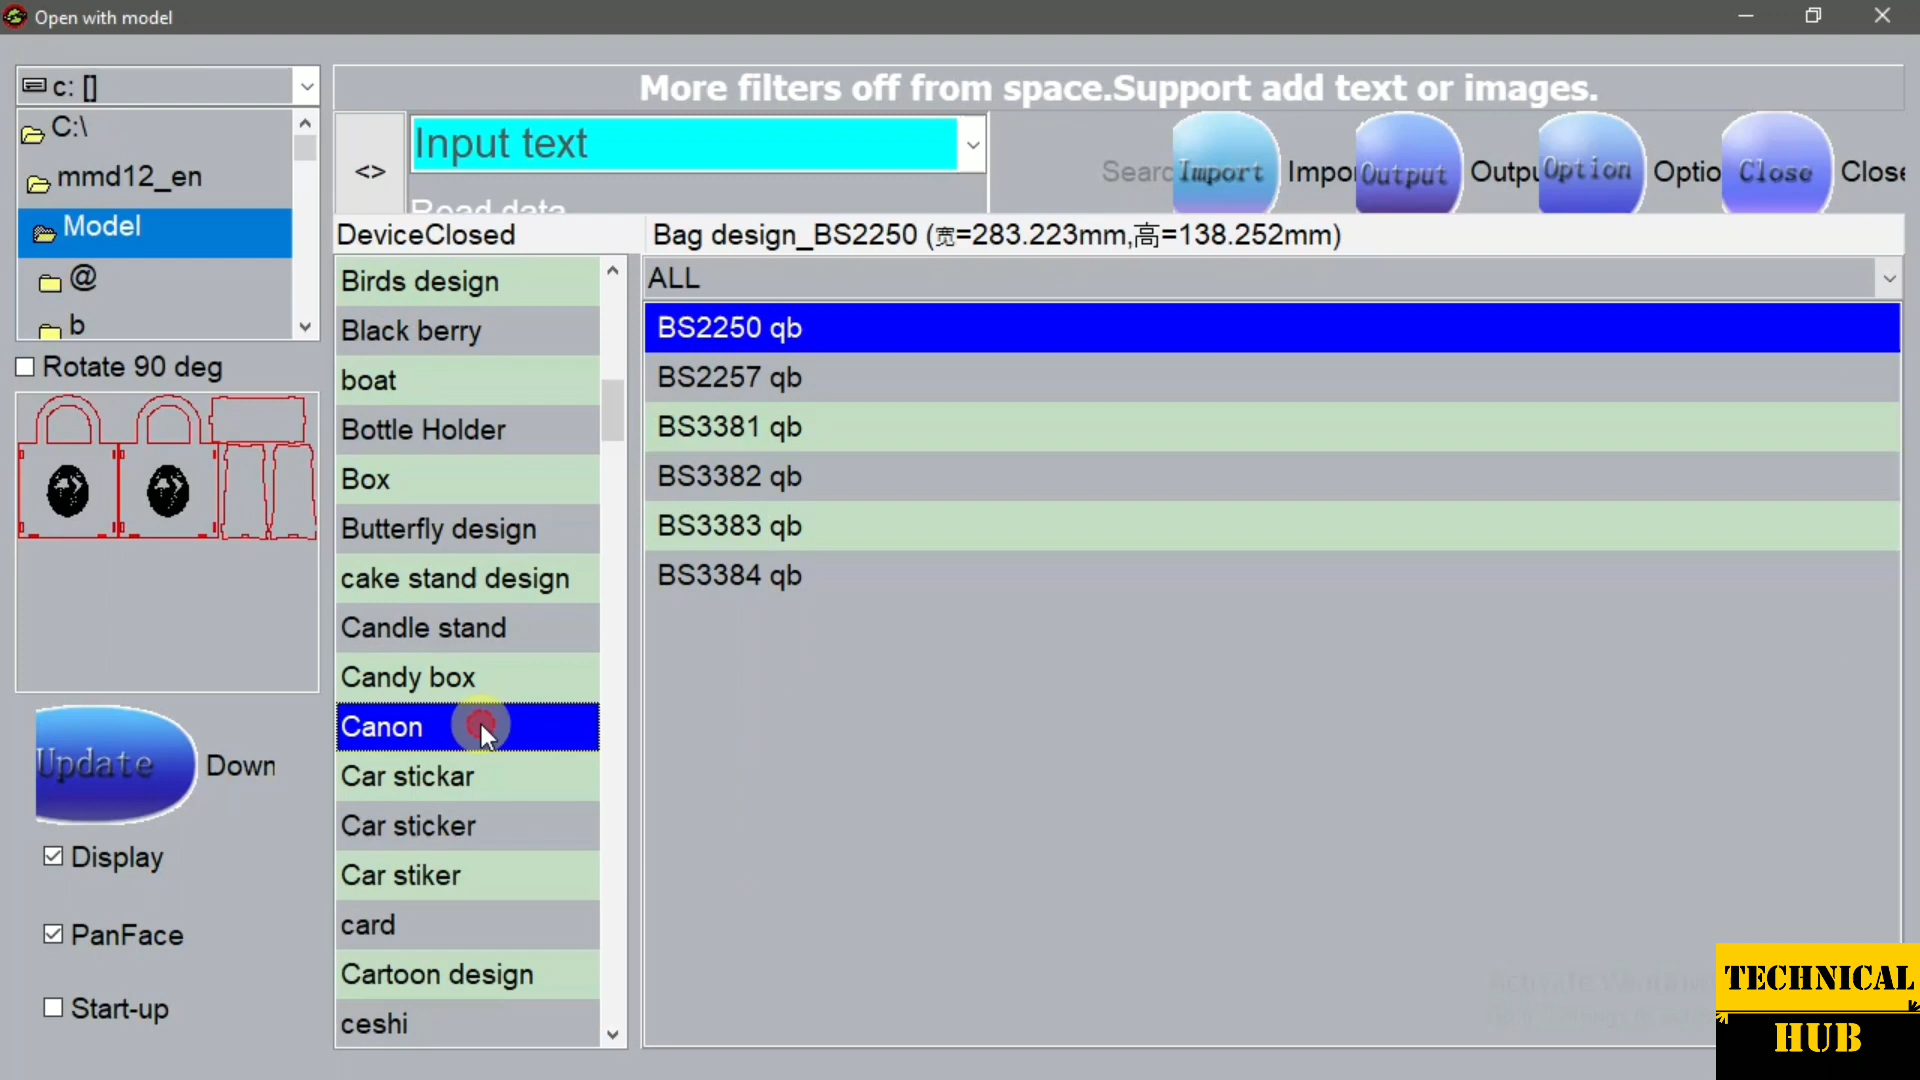 Open with model
c: []
C:\
mmd12_en
Model
@
b
Rotate 90 deg
Update
Down
Display
PanFace
Start-up
More filters off from space.Support add text or images.
<>
Input text
Road data
Searc
Import
Impo
Output
Outpu
Option
Optio
Close
Close
DeviceClosed
Birds design
Black berry
boat
Bottle Holder
Box
Butterfly design
cake stand design
Candle stand
Candy box
Canon
Car stickar
Car sticker
Car stiker
card
Cartoon design
ceshi
Bag design_BS2250 (宽=283.223mm,高=138.252mm)
ALL
BS2250 qb
BS2257 qb
BS3381 qb
BS3382 qb
BS3383 qb
BS3384 qb
TECHNICAL
HUB